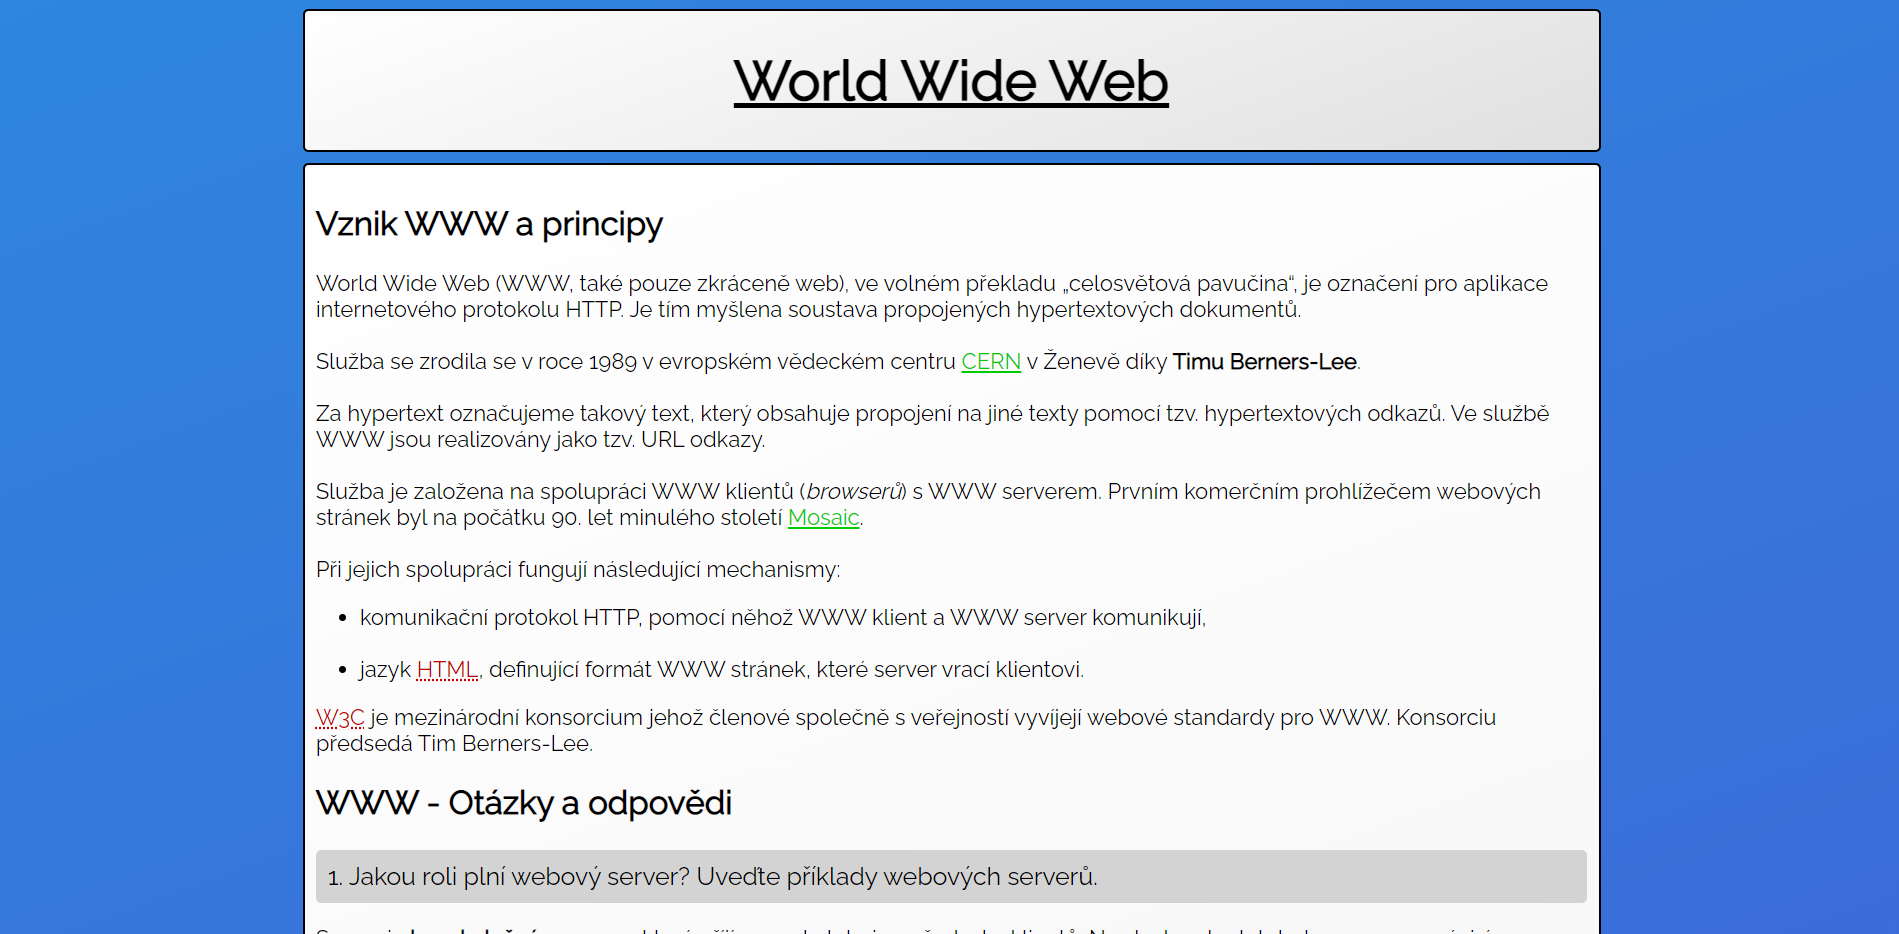 World Wide Web
Vznik WWW a principy
World Wide Web (WWW, také pouze zkráceně web), ve volném překladu „celosvětová pavučina“, je označení pro aplikace
internetového protokolu HTTP. Je tím myšlena soustava propojených hypertextových dokumentů.
Služba se zrodila se v roce 1989 v evropském vědeckém centru CERN v Ženevě díky Timu Berners-Lee.
Za hypertext označujeme takový text, který obsahuje propojení na jiné texty pomocí tzv. hypertextových odkazů. Ve službě
WWW jsou realizovány jako tzv. URL odkazy.
Služba je založena na spolupráci WWW klientů (browserů) s WWW serverem. Prvním komerčním prohlížečem webových
stránek byl na počátku 90. let minulého století Mosaic.
Při jejich spolupráci fungují následující mechanismy:
• komunikační protokol HTTP, pomocí něhož WWW klient a WWW server komunikují,
• jazyk HTML, definující formát WWW stránek, které server vrací klientovi.
W3C je mezinárodní konsorcium jehož členové společně s veřejností vyvíjejí webové standardy pro WWW. Konsorciu
předsedá Tim Berners-Lee.
WWW - Otázky a odpovědi
1. Jakou roli plní webový server? Uveďte příklady webových serverů.